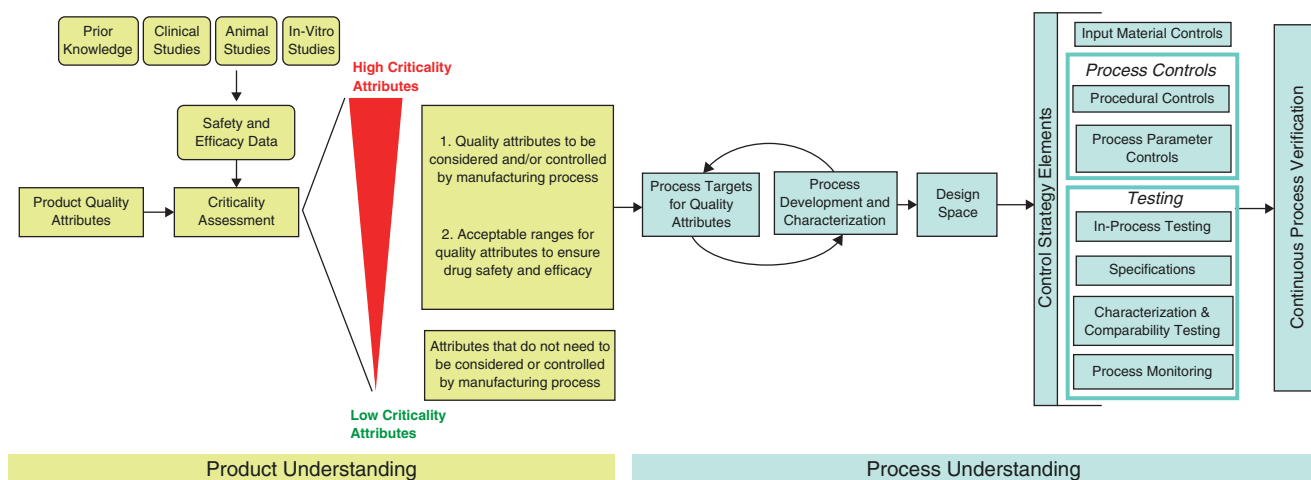 Prior
Knowledge
Clinical
Studies
Animal
Studies
In-Vitro
Studies
Safety and
Efficacy Data
Product Quality
Attributes
Criticality
Assessment
High Criticality
Attributes
Low Criticality
Attributes
1. Quality attributes to be
considered and/or controlled
by manufacturing process
2. Acceptable ranges for
quality attributes to ensure
drug safety and efficacy
Attributes that do not need to
be considered or controlled
by manufacturing process
Process Targets
for Quality
Attributes
Process
Development and
Characterization
Design
Space
Control Strategy Elements
Input Material Controls
Process Controls
Procedural Controls
Process Parameter
Controls
Testing
In-Process Testing
Specifications
Characterization &
Comparability Testing
Process Monitoring
Continuous Process Verification
Product Understanding
Process Understanding